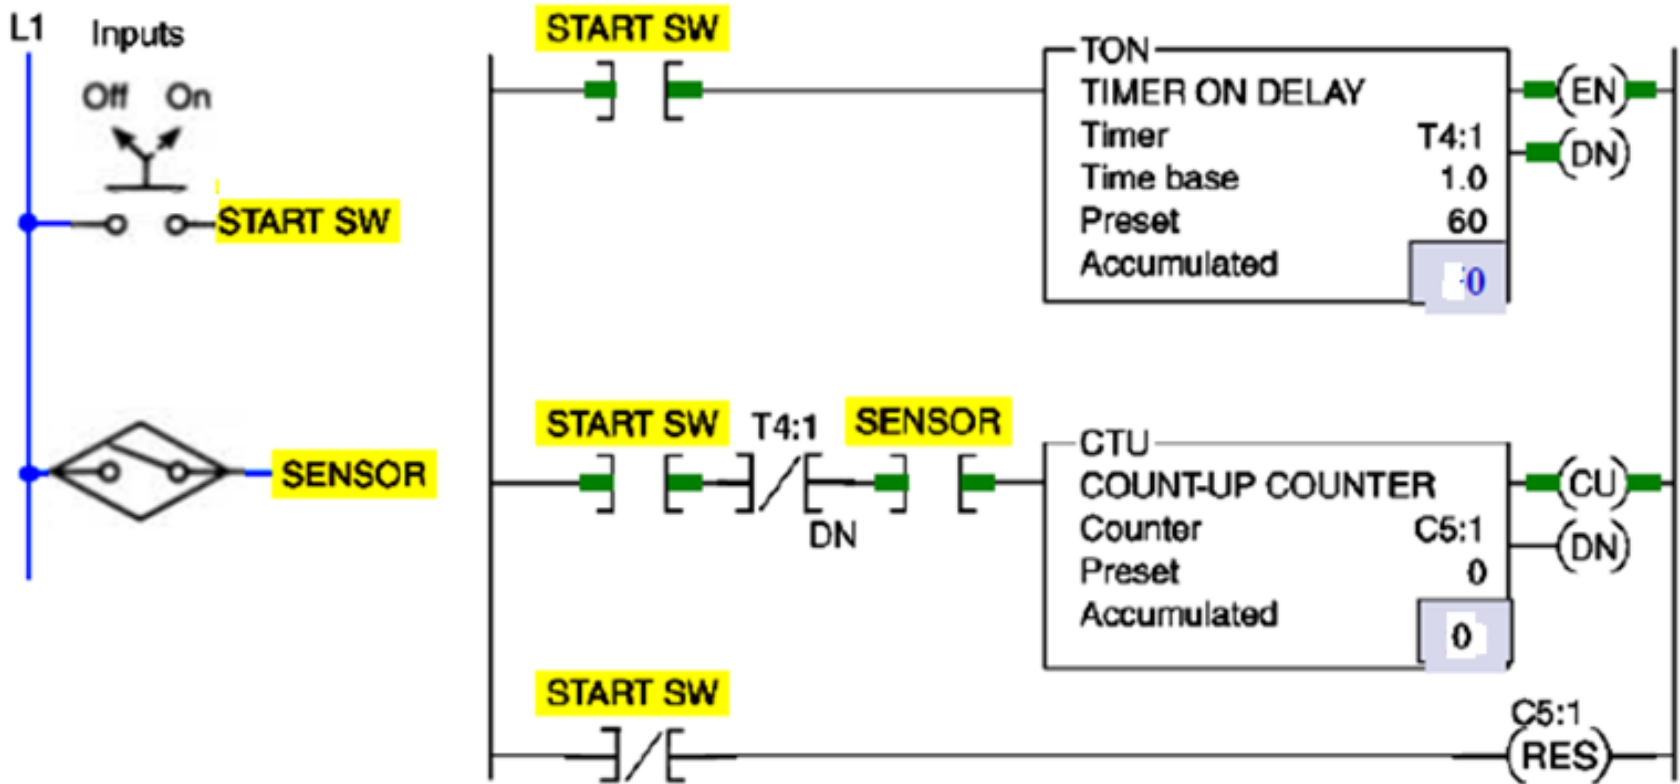 L1 Inputs
Off On
START SW
SENSOR
START SW
TON
TIMER ON DELAY
Timer T4:1
Time base 1.0
Preset 60
Accumulated 0
(EN)
(DN)
START SW T4:1 SENSOR
DN
CTU
COUNT-UP COUNTER
Counter C5:1
Preset 0
Accumulated 0
(CU)
(DN)
START SW
C5:1
(RES)